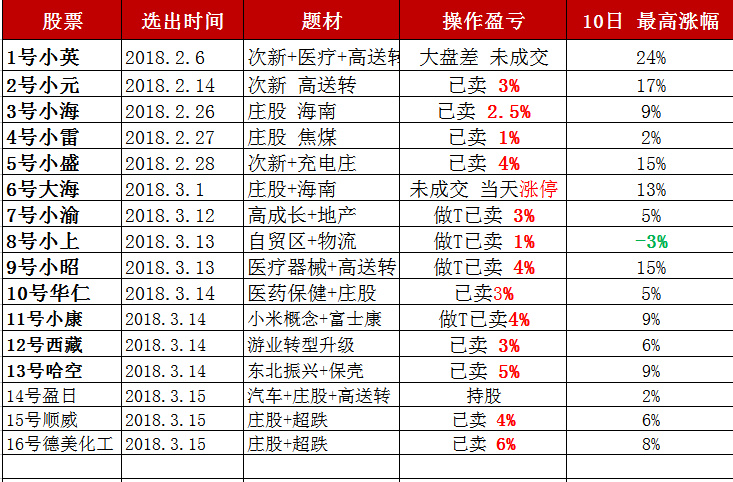 股票 选出时间 题材 操作盈亏 10日 最高涨幅
1号小英 2018.2.6 次新+医疗+高送转 大盘差 未成交 24%
2号小元 2018.2.14 次新 高送转 已卖 3% 17%
3号小海 2018.2.26 庄股 海南 已卖 2.5% 9%
4号小雷 2018.2.27 庄股 焦煤 已卖 1% 2%
5号小盛 2018.2.28 次新+充电庄 已卖 4% 15%
6号大海 2018.3.1 庄股+海南 未成交 当天涨停 13%
7号小渝 2018.3.12 高成长+地产 做T已卖 3% 5%
8号小上 2018.3.13 自贸区+物流 做T已卖 1% -3%
9号小昭 2018.3.13 医疗器械+高送转 做T已卖 4% 15%
10号华仁 2018.3.14 医药保健+庄股 已卖3% 5%
11号小康 2018.3.14 小米概念+富士康 做T已卖4% 9%
12号西藏 2018.3.14 游业转型升级 已卖 3% 6%
13号哈空 2018.3.14 东北振兴+保壳 已卖 5% 9%
14号盈日 2018.3.15 汽车+庄股+高送转 持股 2%
15号顺威 2018.3.15 庄股+超跌 已卖 4% 6%
16号德美化工 2018.3.15 庄股+超跌 已卖 6% 8%